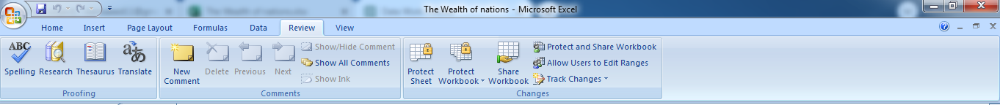 The Wealth of nations - Microsoft Excel
Home Insert Page Layout Formulas Data Review View
ABC Show/Hide Comment Protect and Share Workbook
Spelling Research Thesaurus Translate New Comment Delete Previous Next Show All Comments Protect Sheet Protect Workbook Share Workbook Allow Users to Edit Ranges
Show Ink Track Changes
Proofing Comments Changes